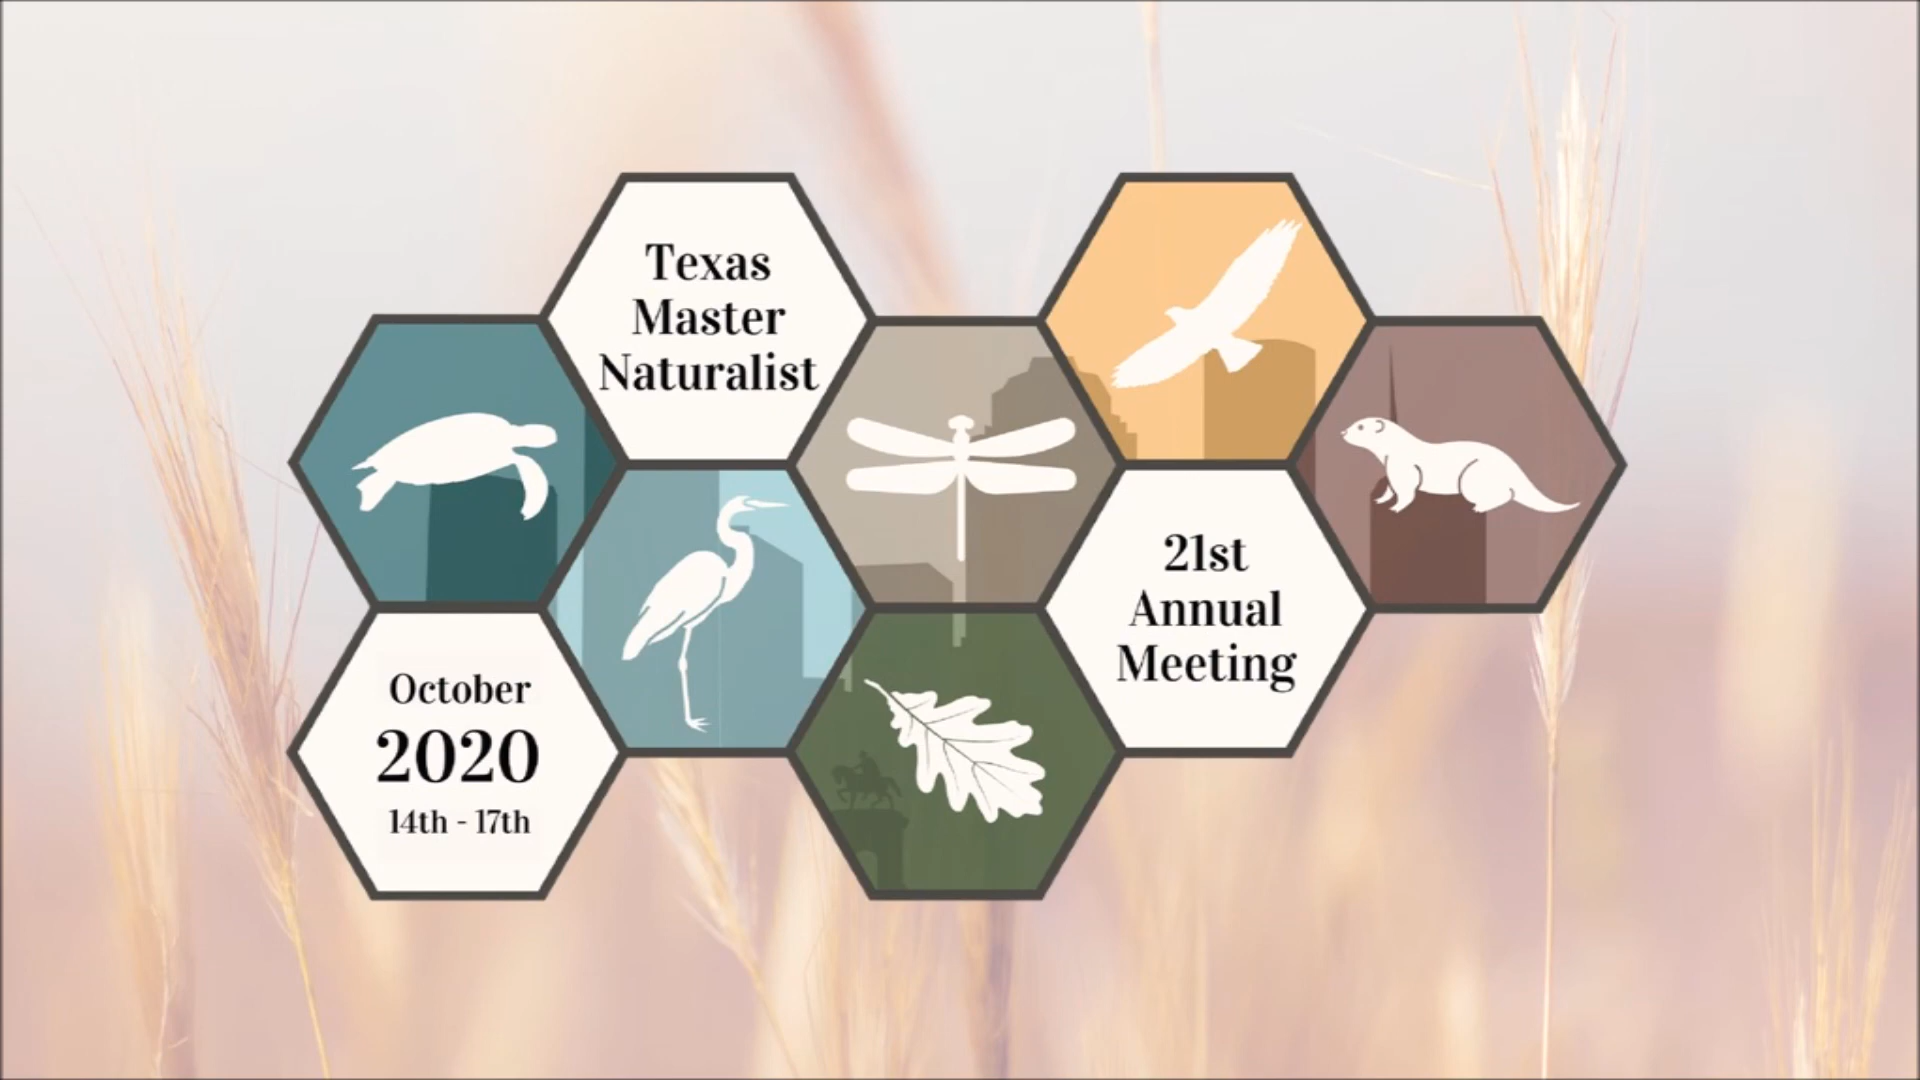 Texas
Master
Naturalist
21st
Annual
Meeting
October
2020
14th - 17th